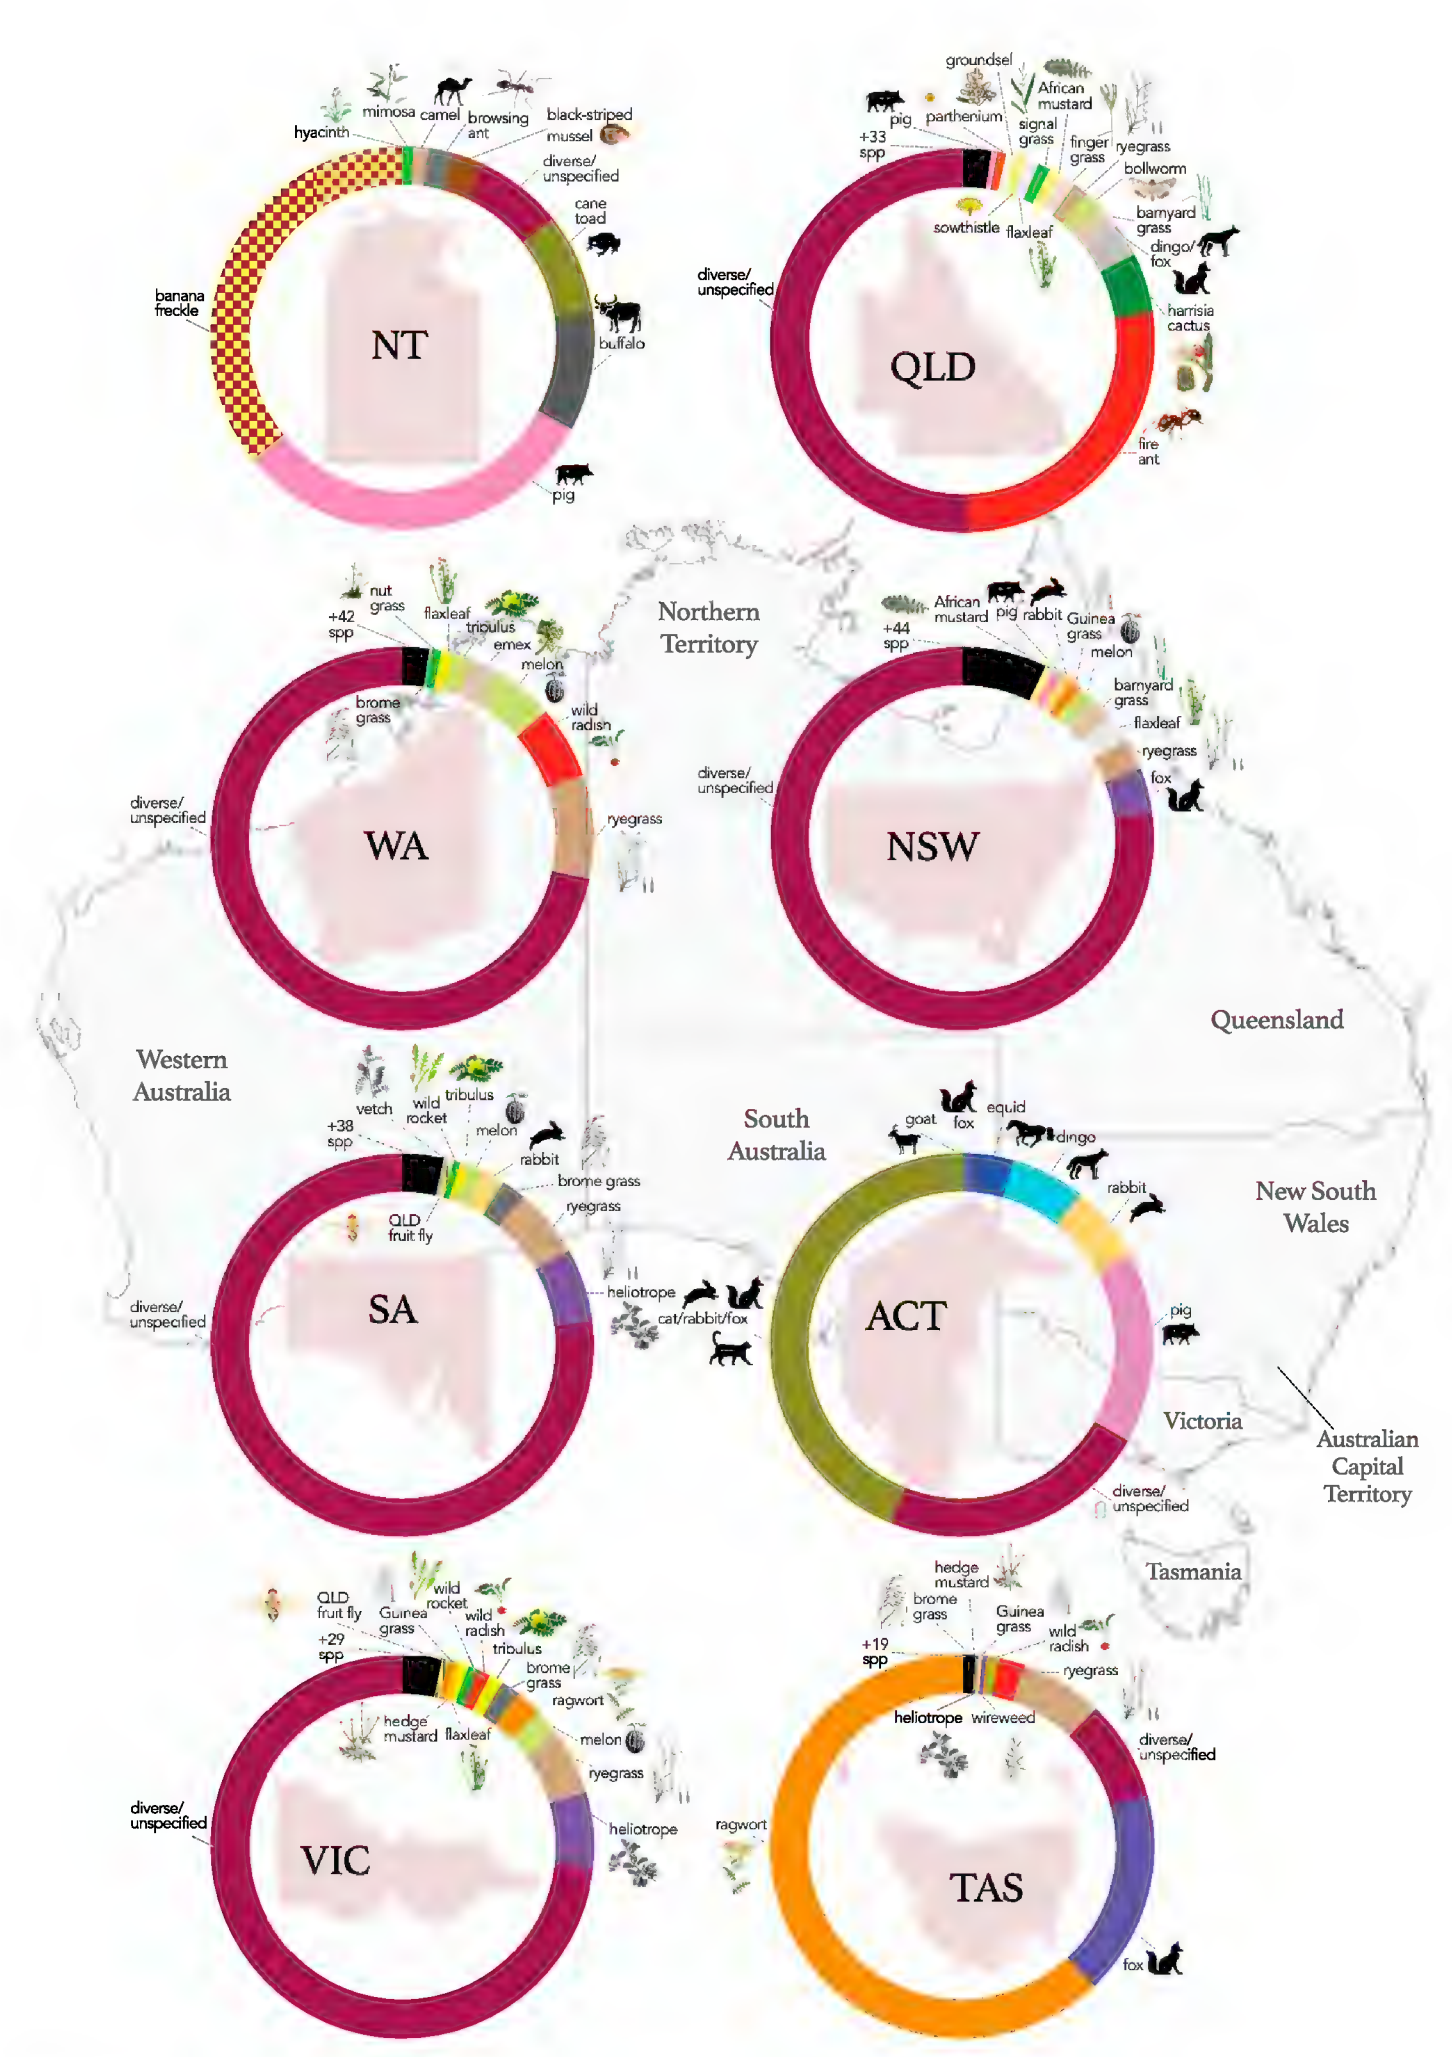 hyacinth
mimosa
camel
browsing
ant
black-striped
mussel
diverse/
unspecified
cane
toad
buffalo
pig
banana
freckle
NT
groundsel
African
mustard
pig
parthenium
signal
grass
+33
spp
finger
grass
ryegrass
bollworm
barnyard
grass
dingo/
fox
sowthistle
flaxleaf
harrisia
cactus
fire
ant
diverse/
unspecified
QLD
nut
grass
flaxleaf
+42
spp
tribulus
emex
melon
brome
grass
wild
radish
ryegrass
diverse/
unspecified
WA
Northern
Territory
African
mustard
pig
rabbit
Guinea
grass
+44
spp
melon
barnyard
grass
flaxleaf
ryegrass
fox
diverse/
unspecified
NSW
Queensland
Western
Australia
vetch
wild
rocket
tribulus
+38
spp
melon
rabbit
brome grass
ryegrass
QLD
fruit fly
heliotrope
diverse/
unspecified
SA
South
Australia
goat
fox
equid
dingo
rabbit
pig
cat/rabbit/fox
diverse/
unspecified
ACT
New South
Wales
Victoria
Australian
Capital
Territory
Tasmania
QLD
fruit fly
Guinea
grass
wild
rocket
wild
radish
+29
spp
tribulus
brome
grass
ragwort
hedge
mustard
flaxleaf
melon
ryegrass
heliotrope
diverse/
unspecified
VIC
hedge
mustard
brome
grass
Guinea
grass
+19
spp
wild
radish
ryegrass
heliotrope
wireweed
diverse/
unspecified
ragwort
fox
TAS